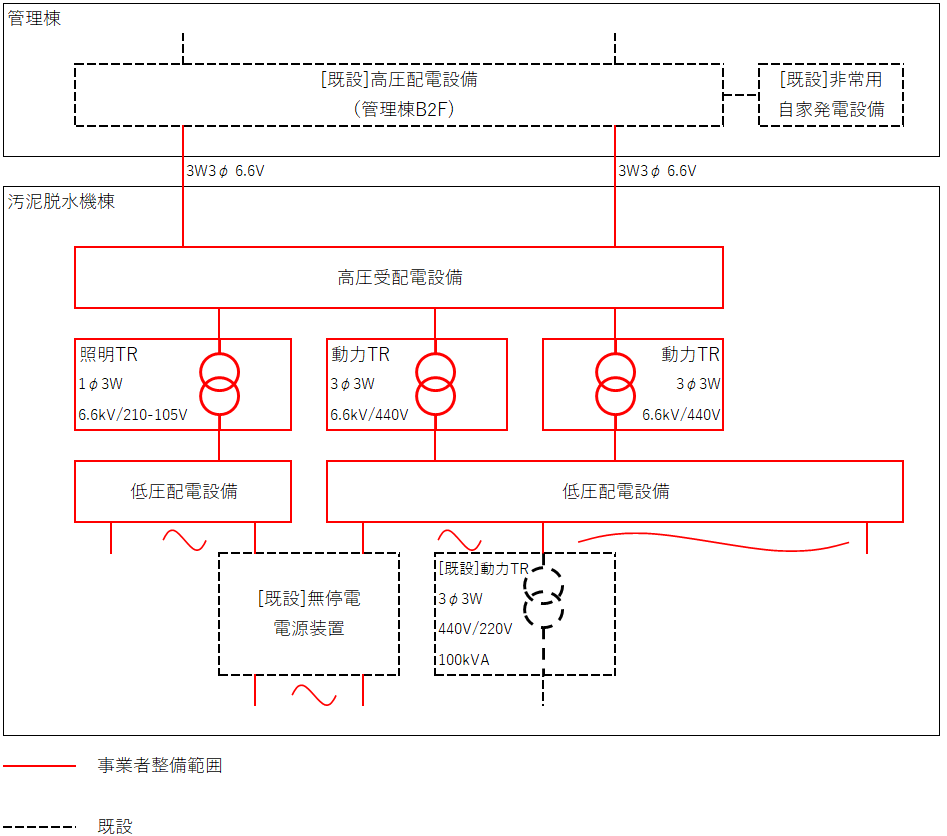 管理棟
[既設]高圧配電設備
（管理棟B2F）
[既設]非常用
自家発電設備
3W3φ 6.6V
3W3φ 6.6V
汚泥脱水機棟
高圧受配電設備
照明TR
1φ3W
6.6kV/210-105V
動力TR
3φ3W
6.6kV/440V
動力TR
3φ3W
6.6kV/440V
低圧配電設備
低圧配電設備
[既設]無停電
電源装置
[既設]動力TR
3φ3W
440V/220V
100kVA
事業者整備範囲
既設